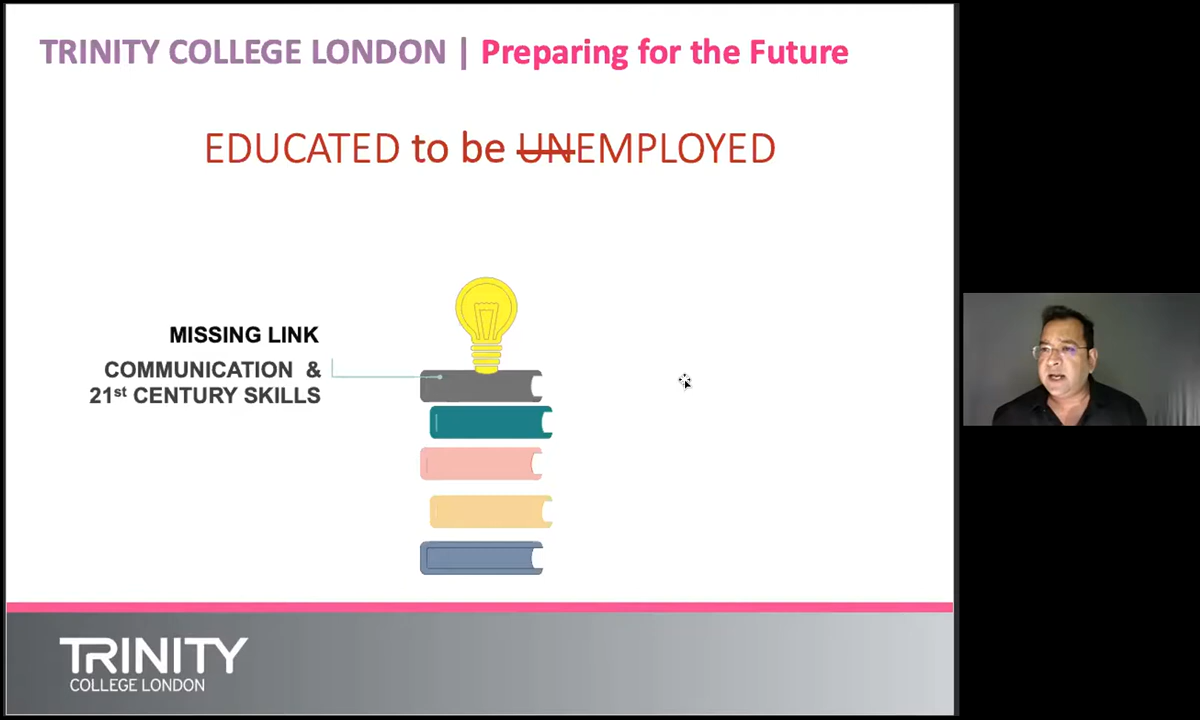 TRINITY COLLEGE LONDON | Preparing for the Future
EDUCATED to be UNEMPLOYED
MISSING LINK
COMMUNICATION &
21st CENTURY SKILLS
TRINITY
COLLEGE LONDON